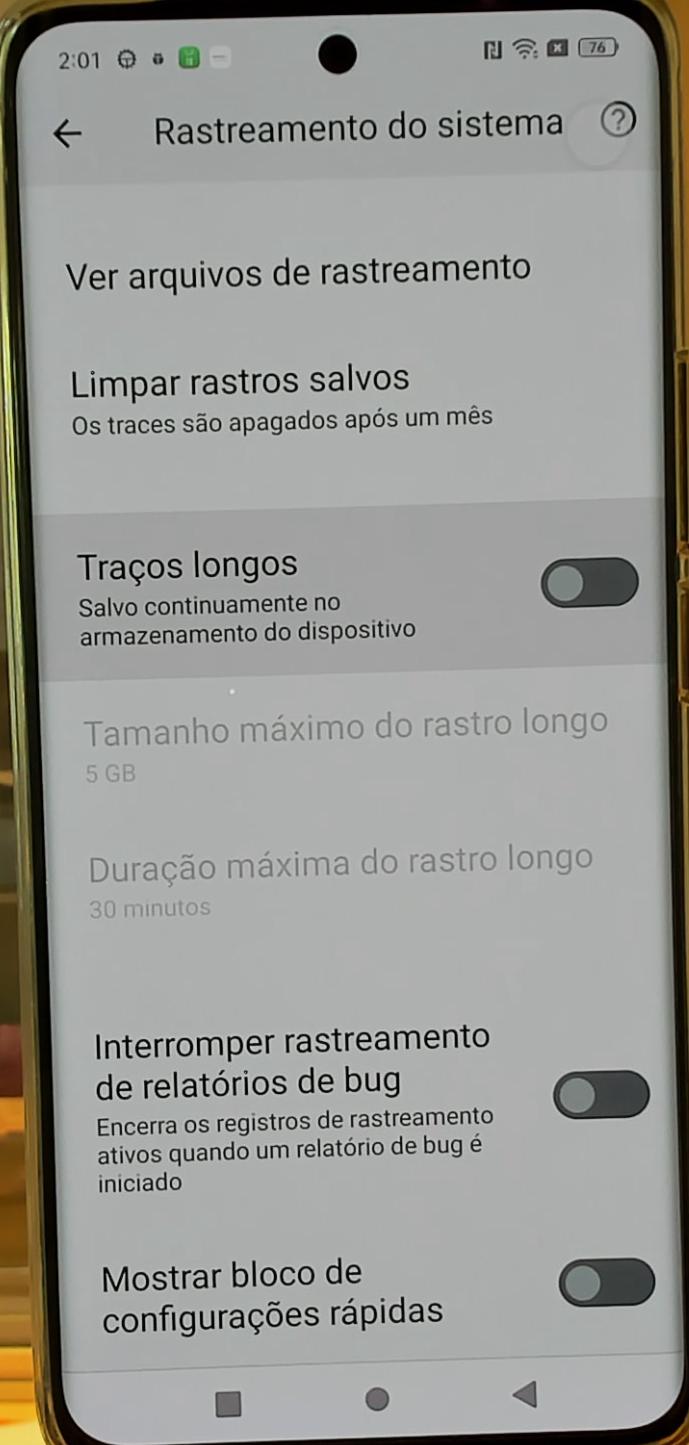 2:01
76
Rastreamento do sistema
Ver arquivos de rastreamento
Limpar rastros salvos
Os traces são apagados após um mês
Traços longos
Salvo continuamente no
armazenamento do dispositivo
Tamanho máximo do rastro longo
5 GB
Duração máxima do rastro longo
30 minutos
Interromper rastreamento
de relatórios de bug
Encerra os registros de rastreamento
ativos quando um relatório de bug é
iniciado
Mostrar bloco de
configurações rápidas